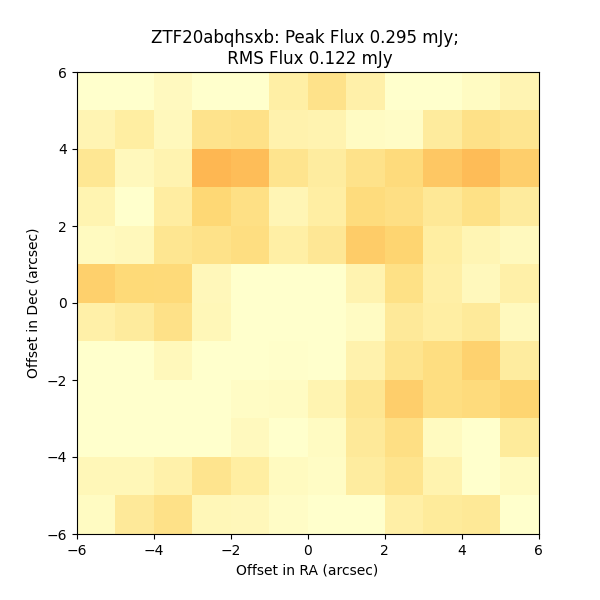 ZTF20abqhsxb: Peak Flux 0.295 mJy;
RMS Flux 0.122 mJy
6
4
2
0
−2
−4
−6
Offset in Dec (arcsec)
−6 −4 −2 0 2 4 6
Offset in RA (arcsec)